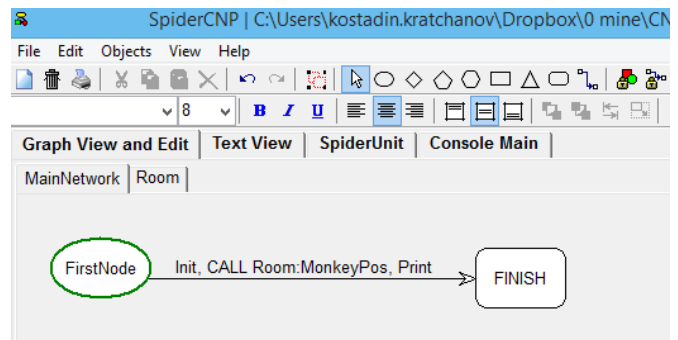 SpiderCNP | C:\Users\kostadin.kratchanov\Dropbox\0 mine\CN
File Edit Objects View Help
8 B I U
Graph View and Edit Text View SpiderUnit Console Main
MainNetwork Room
FirstNode Init, CALL Room:MonkeyPos, Print FINISH